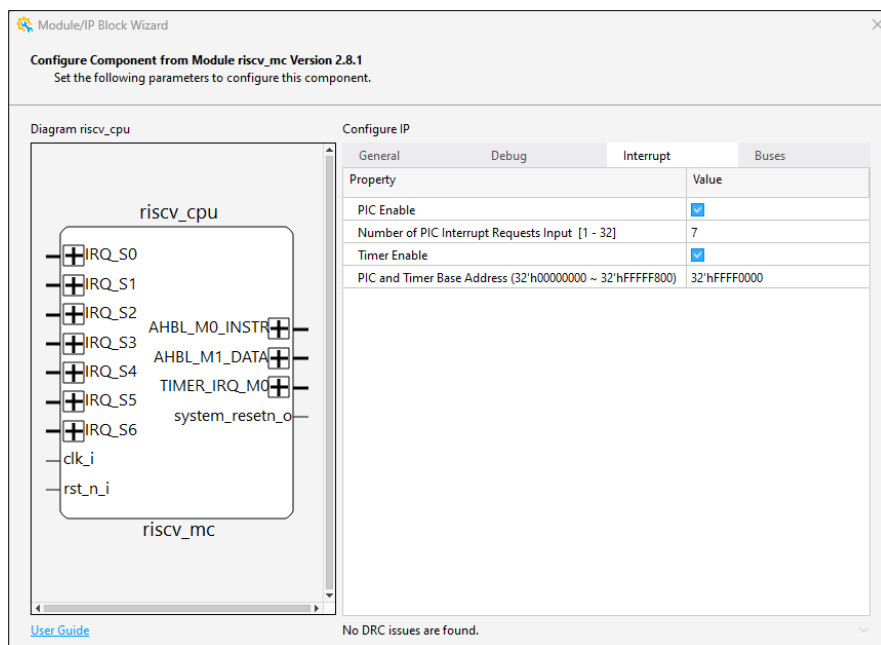 Module/IP Block Wizard
Configure Component from Module riscv_mc Version 2.8.1
Set the following parameters to configure this component.
Diagram riscv_cpu
riscv_cpu
IRQ_S0
IRQ_S1
IRQ_S2
IRQ_S3
IRQ_S4
IRQ_S5
IRQ_S6
clk_i
rst_n_i
AHBL_M0_INSTR
AHBL_M1_DATA
TIMER_IRQ_M0
system_resetn_o
riscv_mc
User Guide
Configure IP
General Debug Interrupt Buses
Property Value
PIC Enable
Number of PIC Interrupt Requests Input [1 - 32] 7
Timer Enable
PIC and Timer Base Address (32'h00000000 ~ 32'hFFFFF800) 32'hFFFF0000
No DRC issues are found.